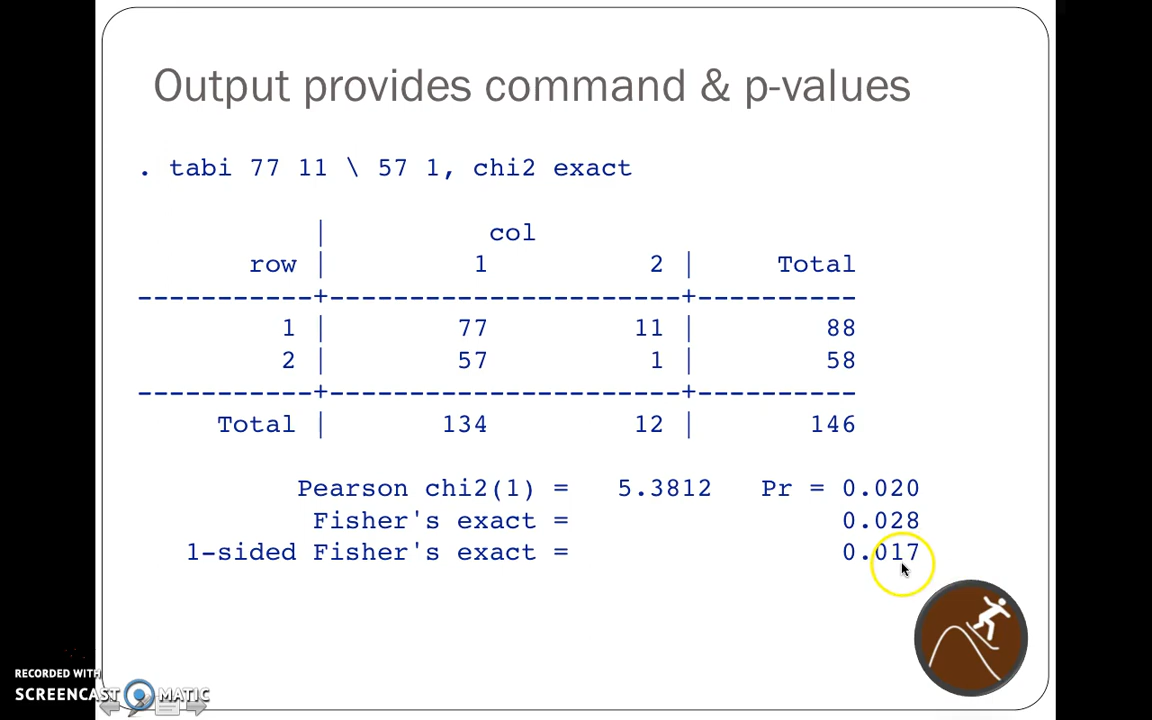 Output provides command & p-values
. tabi 77 11 \ 57 1, chi2 exact
| col
row | 1 2 | Total
-----------+----------------------+----------
1 | 77 11 | 88
2 | 57 1 | 58
-----------+----------------------+----------
Total | 134 12 | 146
Pearson chi2(1) = 5.3812 Pr = 0.020
Fisher's exact = 0.028
1-sided Fisher's exact = 0.017
RECORDED WITH
SCREENCAST MATIC